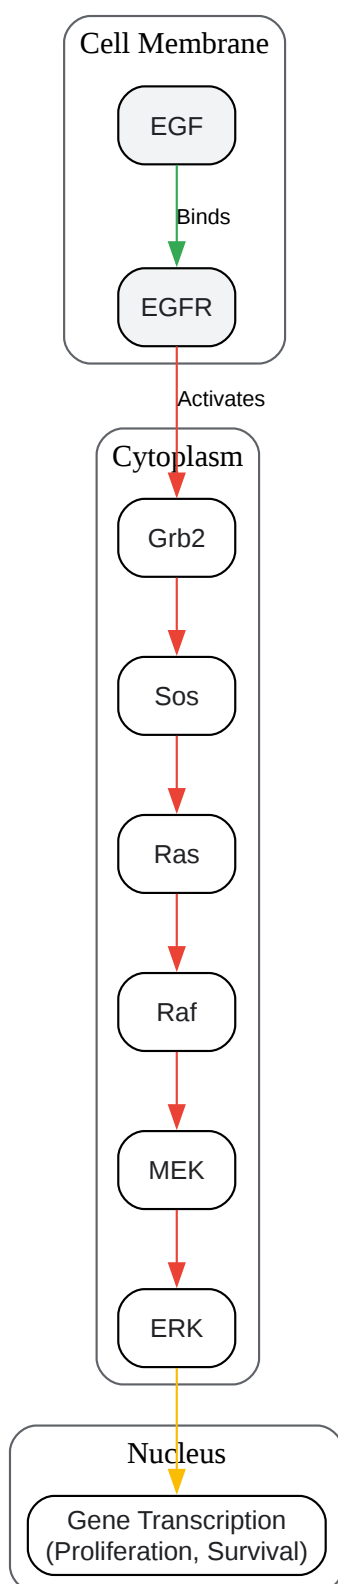 Cell Membrane
EGF
Binds
EGFR
Activates
Cytoplasm
Grb2
Sos
Ras
Raf
MEK
ERK
Nucleus
Gene Transcription
(Proliferation, Survival)